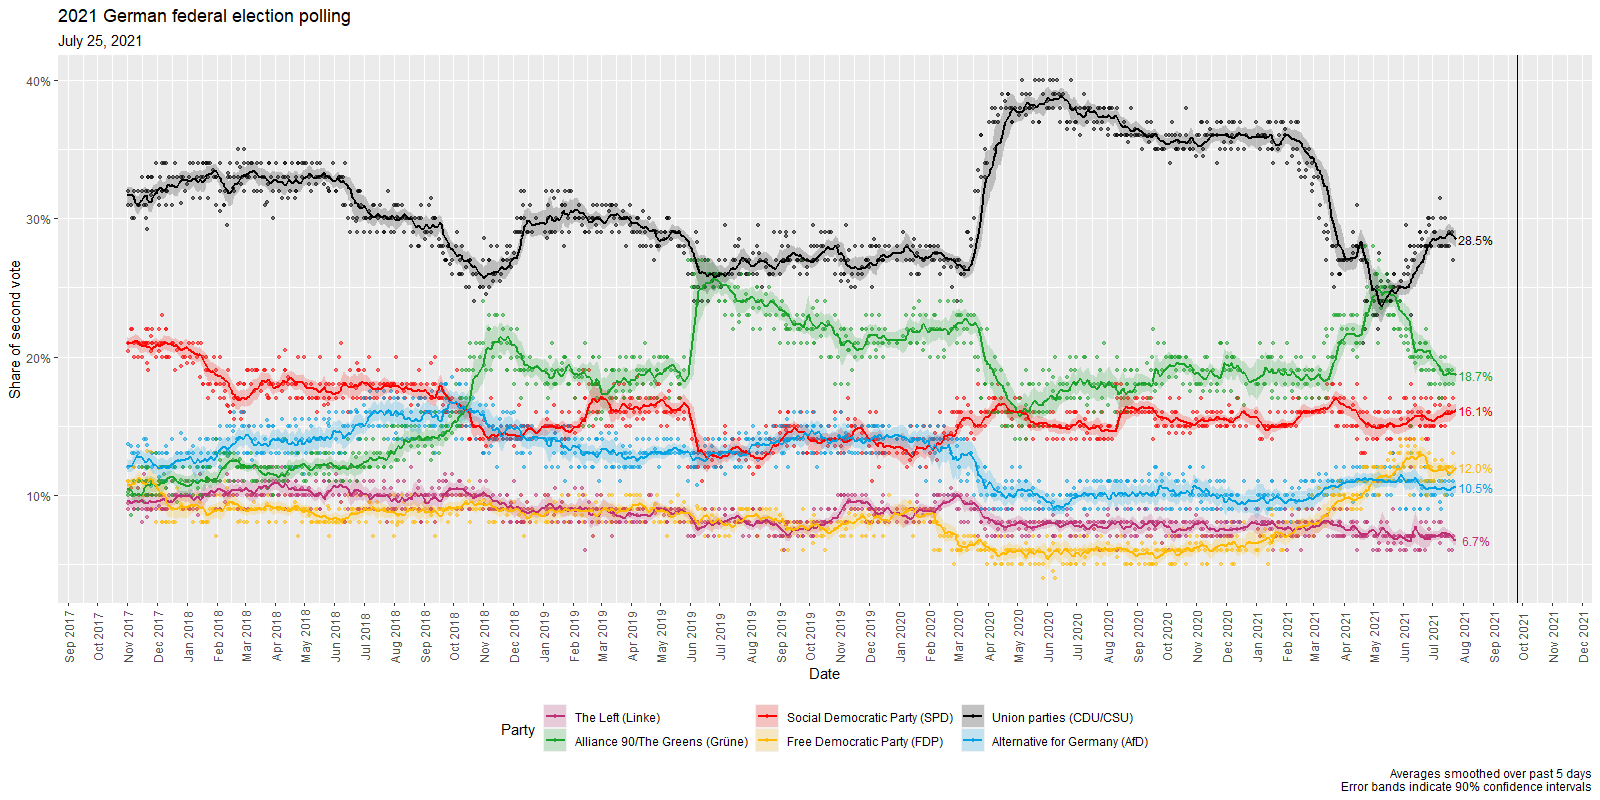 2021 German federal election polling
July 25, 2021
Share of second vote
40%
30%
20%
10%
28.5%
18.7%
16.1%
12.0%
10.5%
6.7%
Sep 2017
Oct 2017
Nov 2017
Dec 2017
Jan 2018
Feb 2018
Mar 2018
Apr 2018
May 2018
Jun 2018
Jul 2018
Aug 2018
Sep 2018
Oct 2018
Nov 2018
Dec 2018
Jan 2019
Feb 2019
Mar 2019
Apr 2019
May 2019
Jun 2019
Jul 2019
Aug 2019
Sep 2019
Oct 2019
Nov 2019
Dec 2019
Jan 2020
Feb 2020
Mar 2020
Apr 2020
May 2020
Jun 2020
Jul 2020
Aug 2020
Sep 2020
Oct 2020
Nov 2020
Dec 2020
Jan 2021
Feb 2021
Mar 2021
Apr 2021
May 2021
Jun 2021
Jul 2021
Aug 2021
Sep 2021
Oct 2021
Nov 2021
Dec 2021
Date
Party
The Left (Linke)
Social Democratic Party (SPD)
Union parties (CDU/CSU)
Alliance 90/The Greens (Grüne)
Free Democratic Party (FDP)
Alternative for Germany (AfD)
Averages smoothed over past 5 days
Error bands indicate 90% confidence intervals